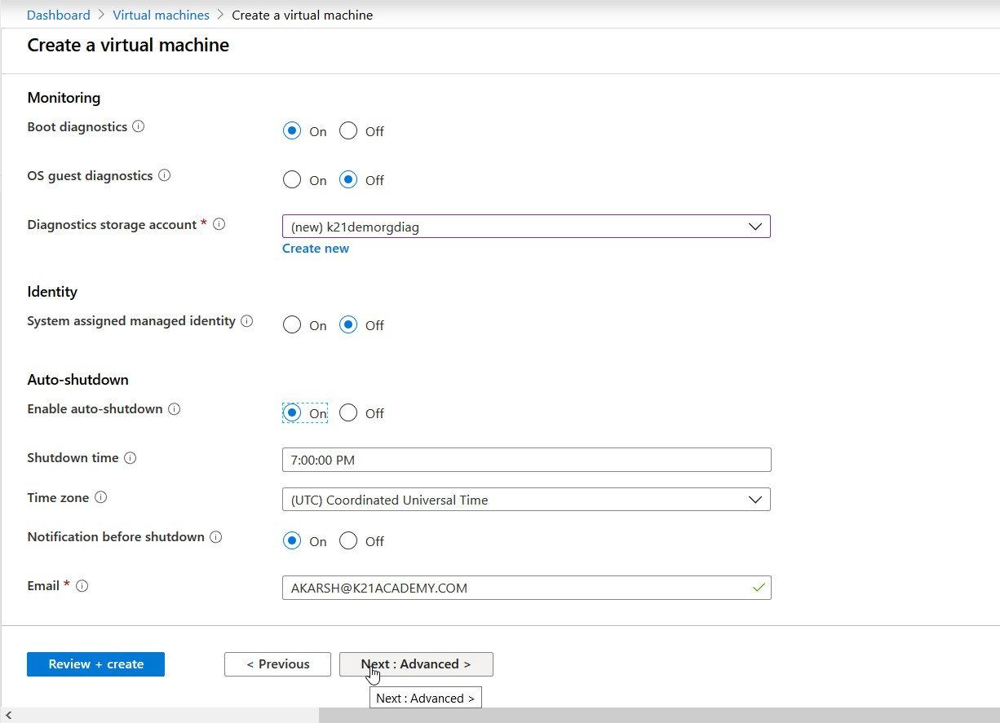 Dashboard > Virtual machines > Create a virtual machine
Create a virtual machine
Monitoring
Boot diagnostics On Off
OS guest diagnostics On Off
Diagnostics storage account * (new) k21demorgdiag
Create new
Identity
System assigned managed identity On Off
Auto-shutdown
Enable auto-shutdown On Off
Shutdown time 7:00:00 PM
Time zone (UTC) Coordinated Universal Time
Notification before shutdown On Off
Email * AKARSH@K21ACADEMY.COM
Review + create < Previous Next : Advanced >
Next : Advanced >